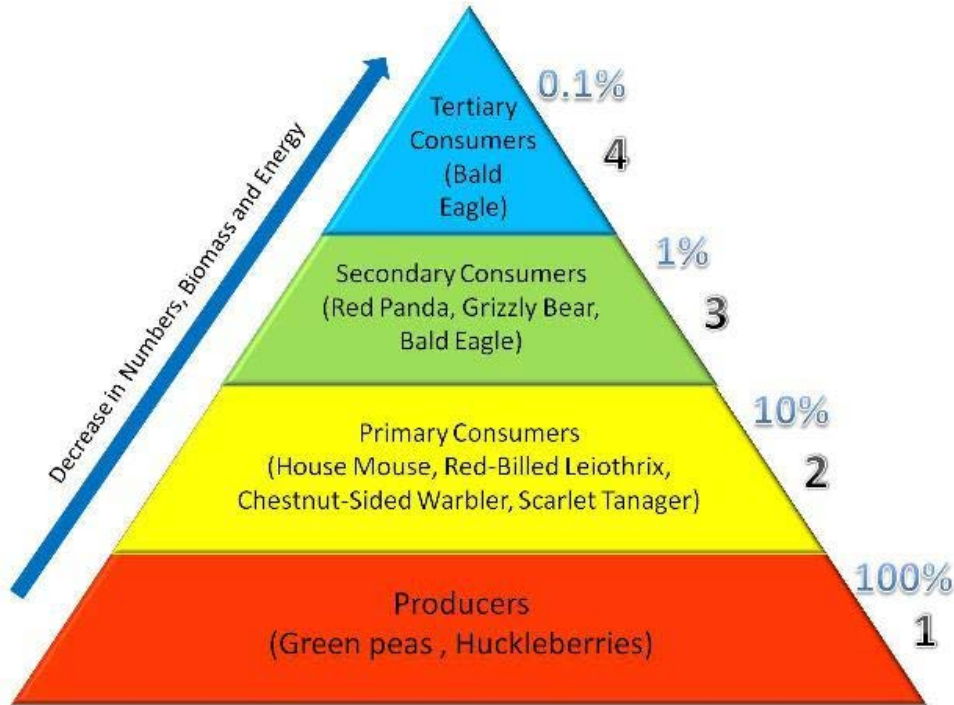 0.1%
Tertiary
Consumers
(Bald
Eagle)
4
Decrease in Numbers, Biomass and Energy
1%
Secondary Consumers
(Red Panda, Grizzly Bear,
Bald Eagle)
3
10%
Primary Consumers
(House Mouse, Red-Billed Leiothrix,
Chestnut-Sided Warbler, Scarlet Tanager)
2
100%
Producers
(Green peas , Huckleberries)
1